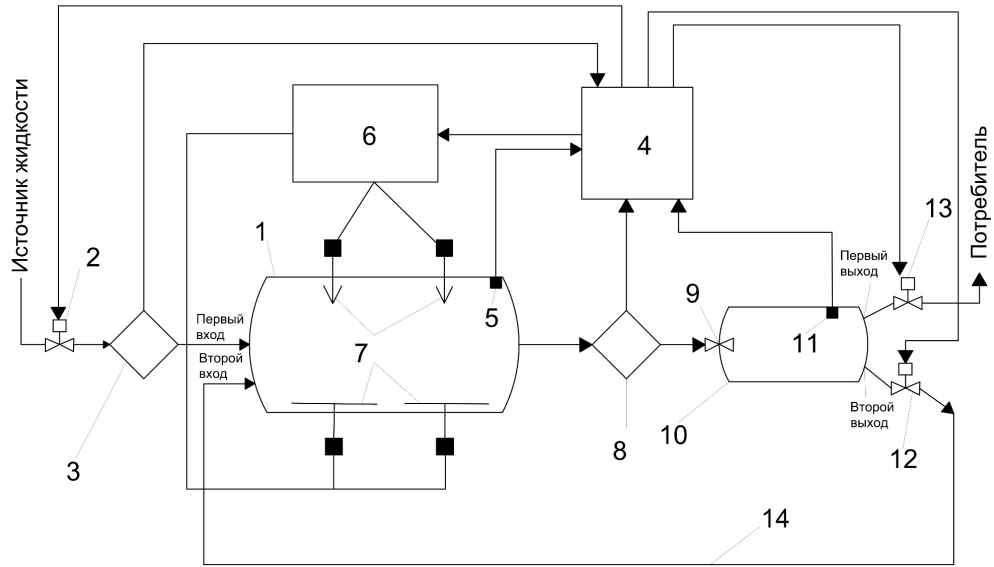 Источник жидкости
2
3
6
4
1
Первый
вход
Второй
вход
5
7
8
9
10
11
Первый
выход
Второй
выход
13
12
Потребитель
14